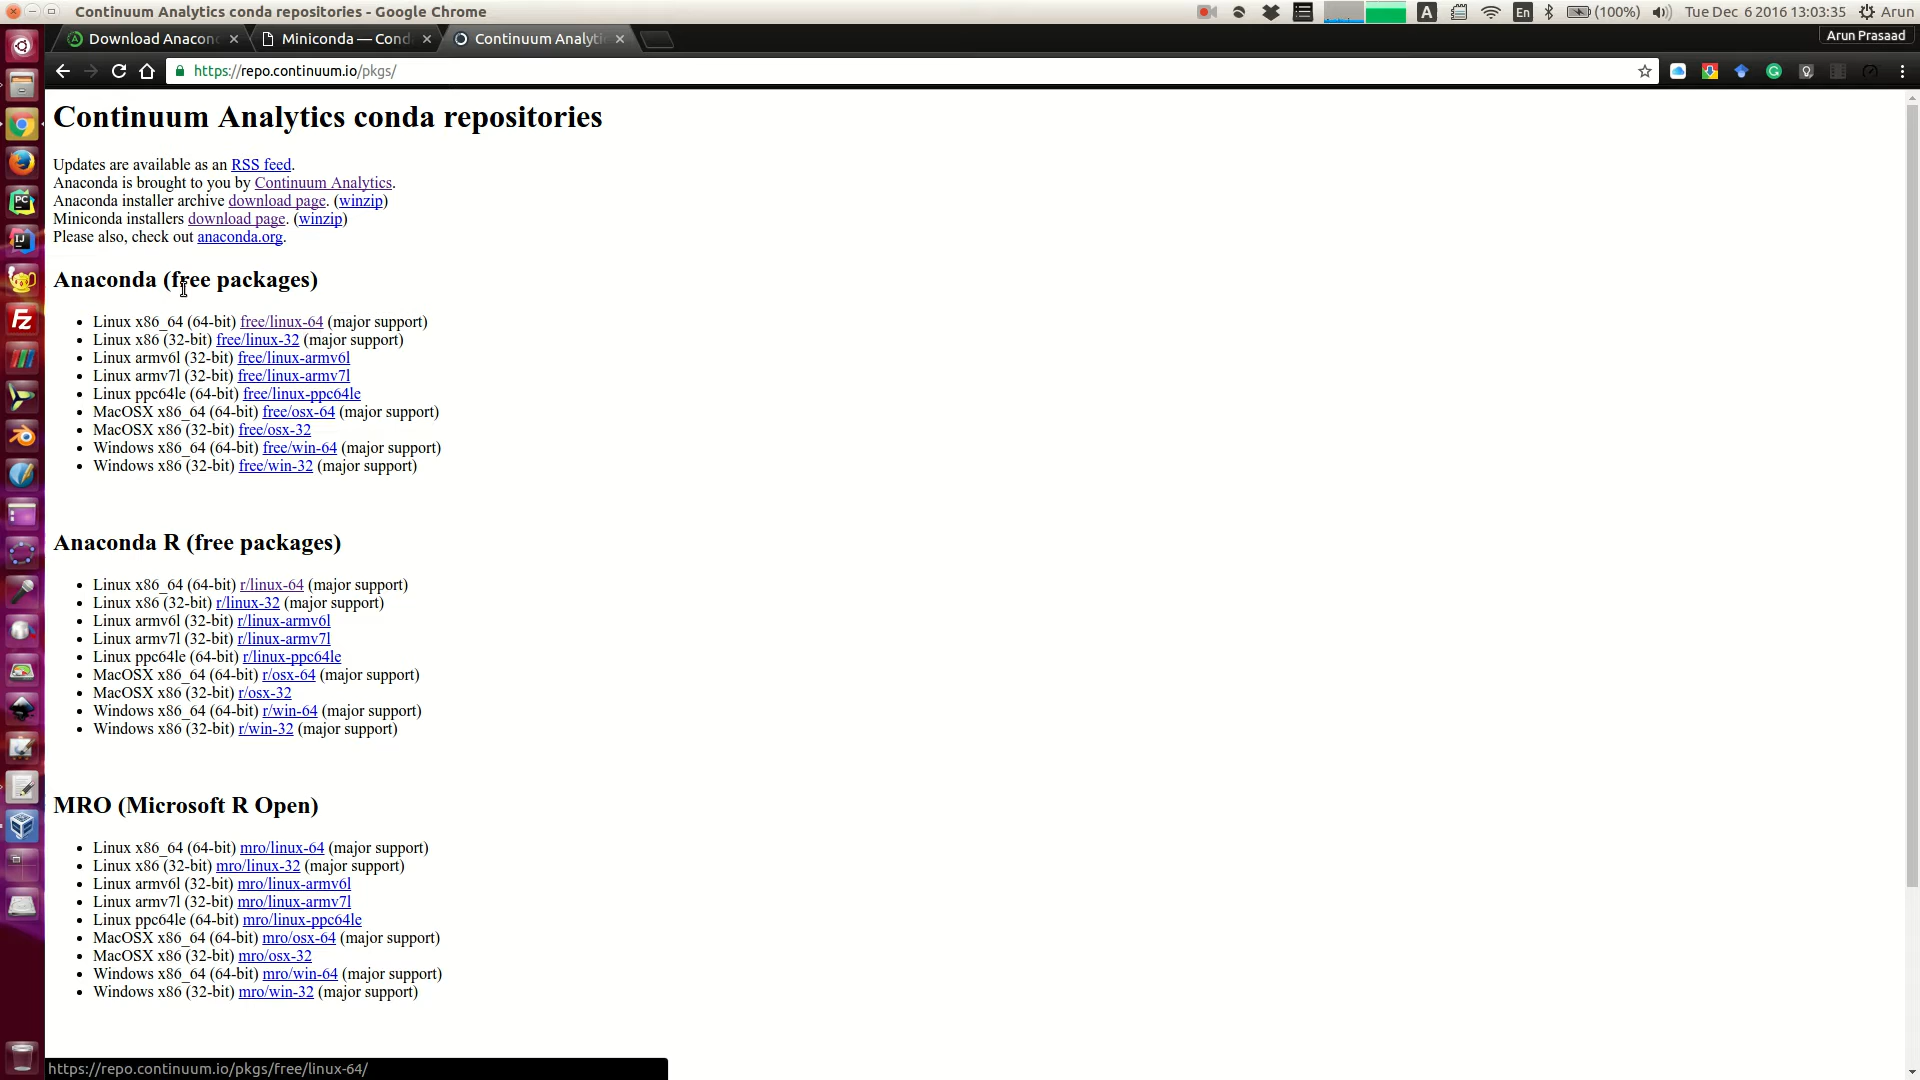 Continuum Analytics conda repositories - Google Chrome
A
En
(100%)
Tue Dec 6 2016 13:03:35
Arun
Download Anacon
Miniconda — Cond
Continuum Analyti
Arun Prasaad
https://repo.continuum.io/pkgs/
Continuum Analytics conda repositories
Updates are available as an RSS feed.
Anaconda is brought to you by Continuum Analytics.
Anaconda installer archive download page. (winzip)
Miniconda installers download page. (winzip)
Please also, check out anaconda.org.
Anaconda (free packages)
Linux x86_64 (64-bit) free/linux-64 (major support)
Linux x86 (32-bit) free/linux-32 (major support)
Linux armv6l (32-bit) free/linux-armv6l
Linux armv7l (32-bit) free/linux-armv7l
Linux ppc64le (64-bit) free/linux-ppc64le
MacOSX x86_64 (64-bit) free/osx-64 (major support)
MacOSX x86 (32-bit) free/osx-32
Windows x86_64 (64-bit) free/win-64 (major support)
Windows x86 (32-bit) free/win-32 (major support)
Anaconda R (free packages)
Linux x86_64 (64-bit) r/linux-64 (major support)
Linux x86 (32-bit) r/linux-32 (major support)
Linux armv6l (32-bit) r/linux-armv6l
Linux armv7l (32-bit) r/linux-armv7l
Linux ppc64le (64-bit) r/linux-ppc64le
MacOSX x86_64 (64-bit) r/osx-64 (major support)
MacOSX x86 (32-bit) r/osx-32
Windows x86_64 (64-bit) r/win-64 (major support)
Windows x86 (32-bit) r/win-32 (major support)
MRO (Microsoft R Open)
Linux x86_64 (64-bit) mro/linux-64 (major support)
Linux x86 (32-bit) mro/linux-32 (major support)
Linux armv6l (32-bit) mro/linux-armv6l
Linux armv7l (32-bit) mro/linux-armv7l
Linux ppc64le (64-bit) mro/linux-ppc64le
MacOSX x86_64 (64-bit) mro/osx-64 (major support)
MacOSX x86 (32-bit) mro/osx-32
Windows x86_64 (64-bit) mro/win-64 (major support)
Windows x86 (32-bit) mro/win-32 (major support)
https://repo.continuum.io/pkgs/free/linux-64/
PC
IJ
Fz